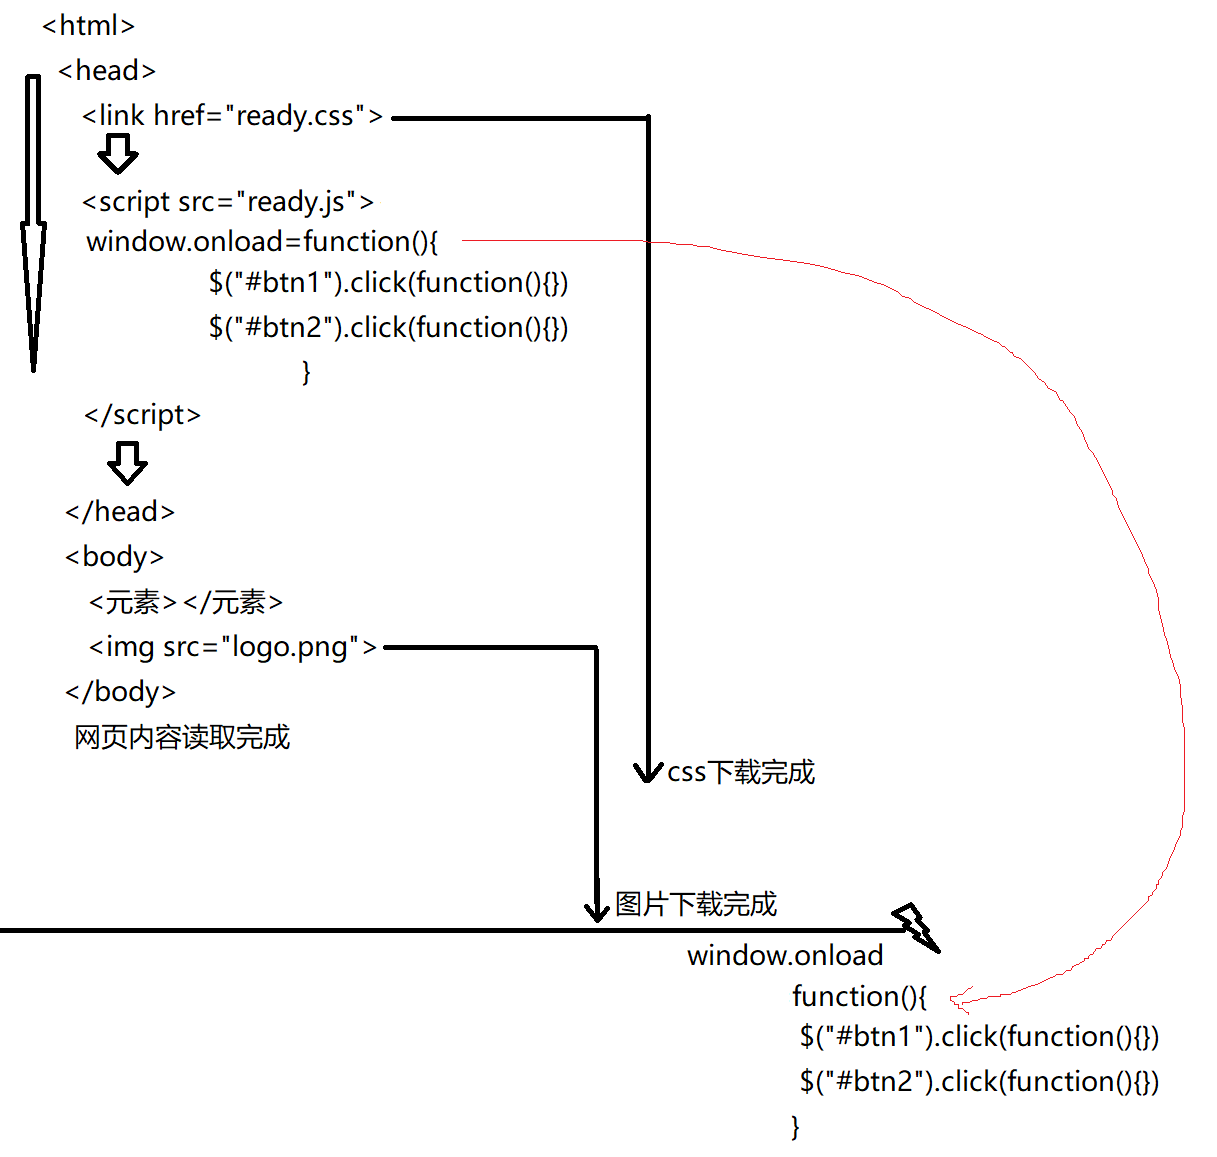 <html>
<head>
<link href="ready.css">
<script src="ready.js">
window.onload=function(){
$("#btn1").click(function(){})
$("#btn2").click(function(){})
}
</script>
</head>
<body>
<元素></元素>
<img src="logo.png">
</body>
网页内容读取完成
css下载完成
图片下载完成
window.onload
function(){
$("#btn1").click(function(){})
$("#btn2").click(function(){})
}